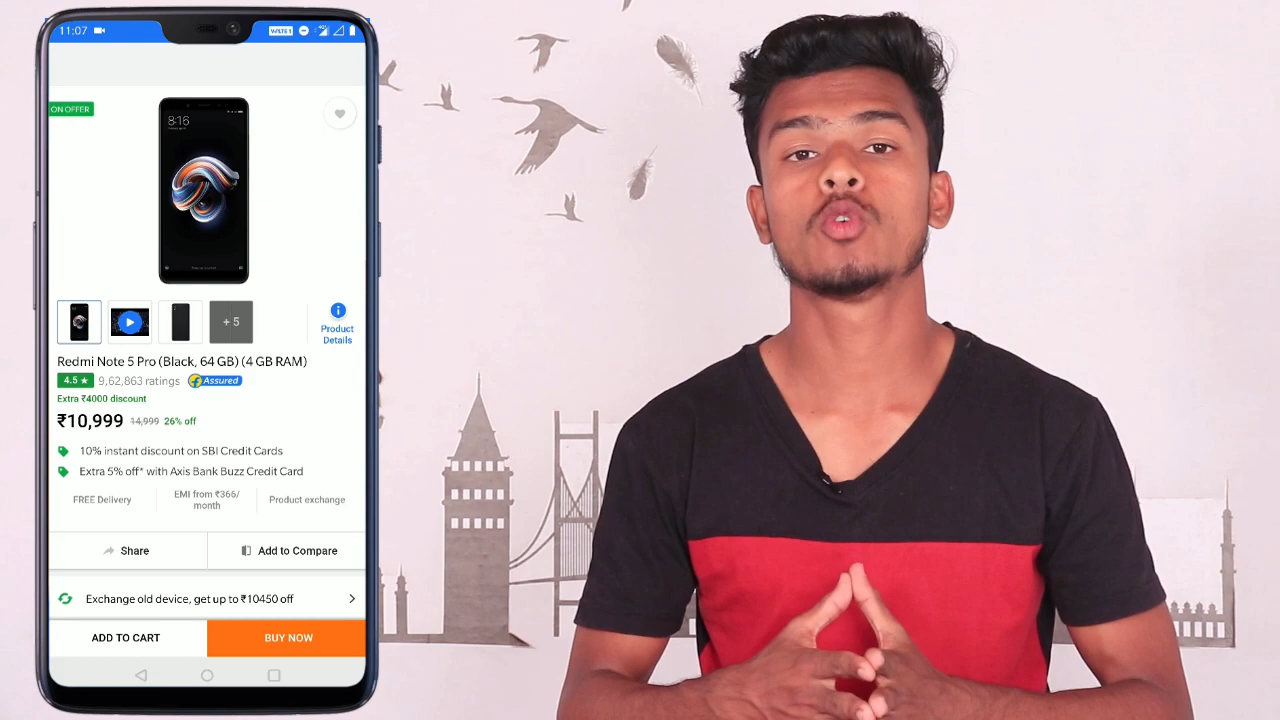 11:07
VoLTE 1
ON OFFER
8:16
+ 5
Product
Details
Redmi Note 5 Pro (Black, 64 GB) (4 GB RAM)
4.5 ★ 9,62,863 ratings Assured
Extra ₹4000 discount
₹10,999 14,999 26% off
10% instant discount on SBI Credit Cards
Extra 5% off* with Axis Bank Buzz Credit Card
FREE Delivery
EMI from ₹366/
month
Product exchange
Share
Add to Compare
Exchange old device, get up to ₹10450 off
ADD TO CART
BUY NOW